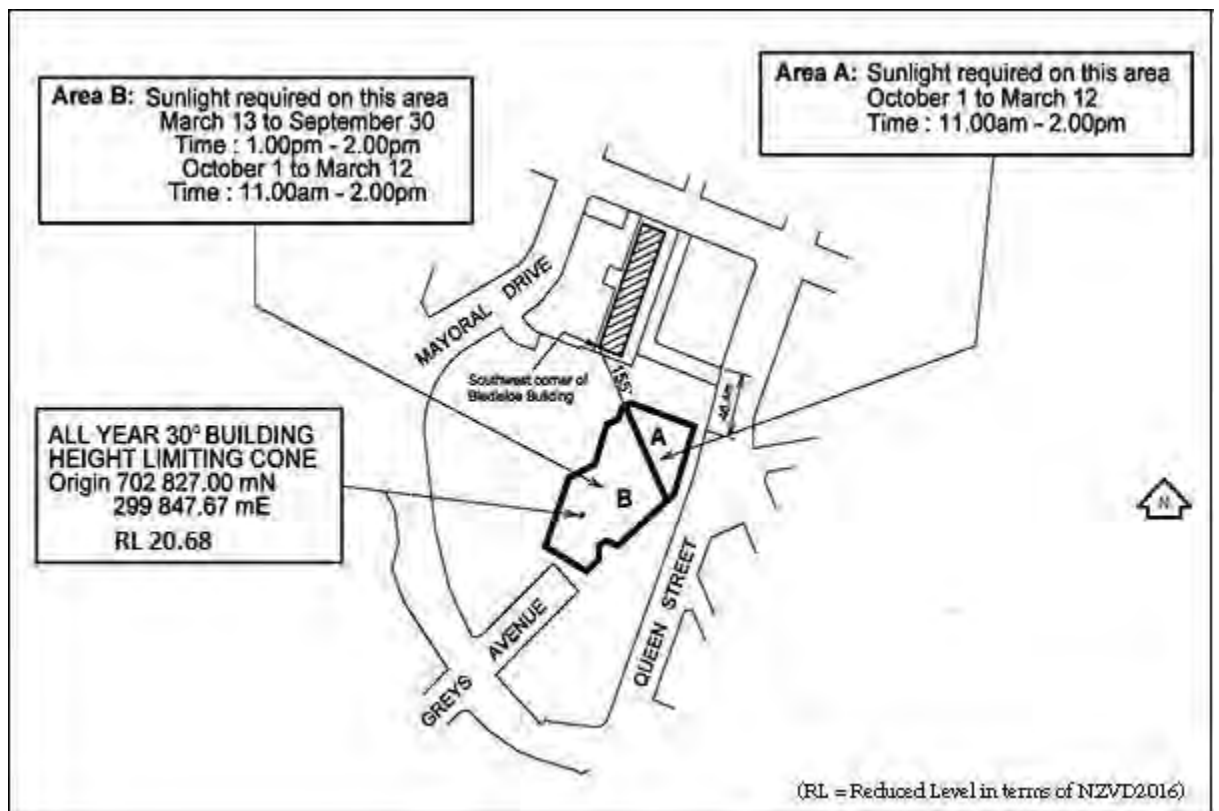 Area B: Sunlight required on this area
March 13 to September 30
Time : 1.00pm - 2.00pm
October 1 to March 12
Time : 11.00am - 2.00pm
Area A: Sunlight required on this area
October 1 to March 12
Time : 11.00am - 2.00pm
MAYORAL DRIVE
Southwest corner of
Bledisloe Building
155°
A
B
ALL YEAR 30° BUILDING
HEIGHT LIMITING CONE
Origin 702 827.00 mN
299 847.67 mE
RL 20.68
N
QUEEN STREET
GREYS AVENUE
(RL = Reduced Level in terms of NZVD2016)